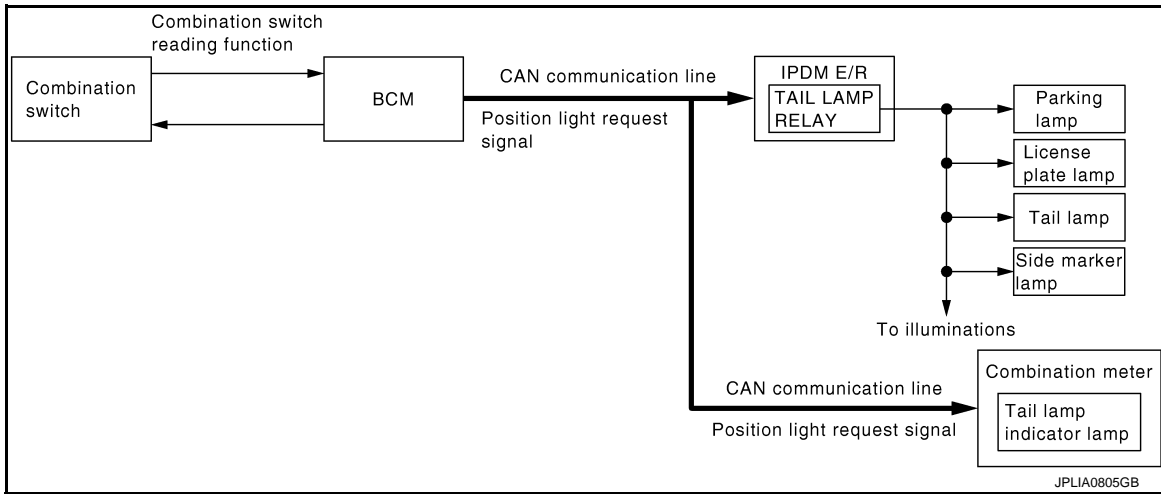 Combination switch
reading function
Combination
switch
BCM
CAN communication line
Position light request
signal
IPDM E/R
TAIL LAMP
RELAY
Parking
lamp
License
plate lamp
Tail lamp
Side marker
lamp
To illuminations
CAN communication line
Position light request signal
Combination meter
Tail lamp
indicator lamp
JPLIA0805GB